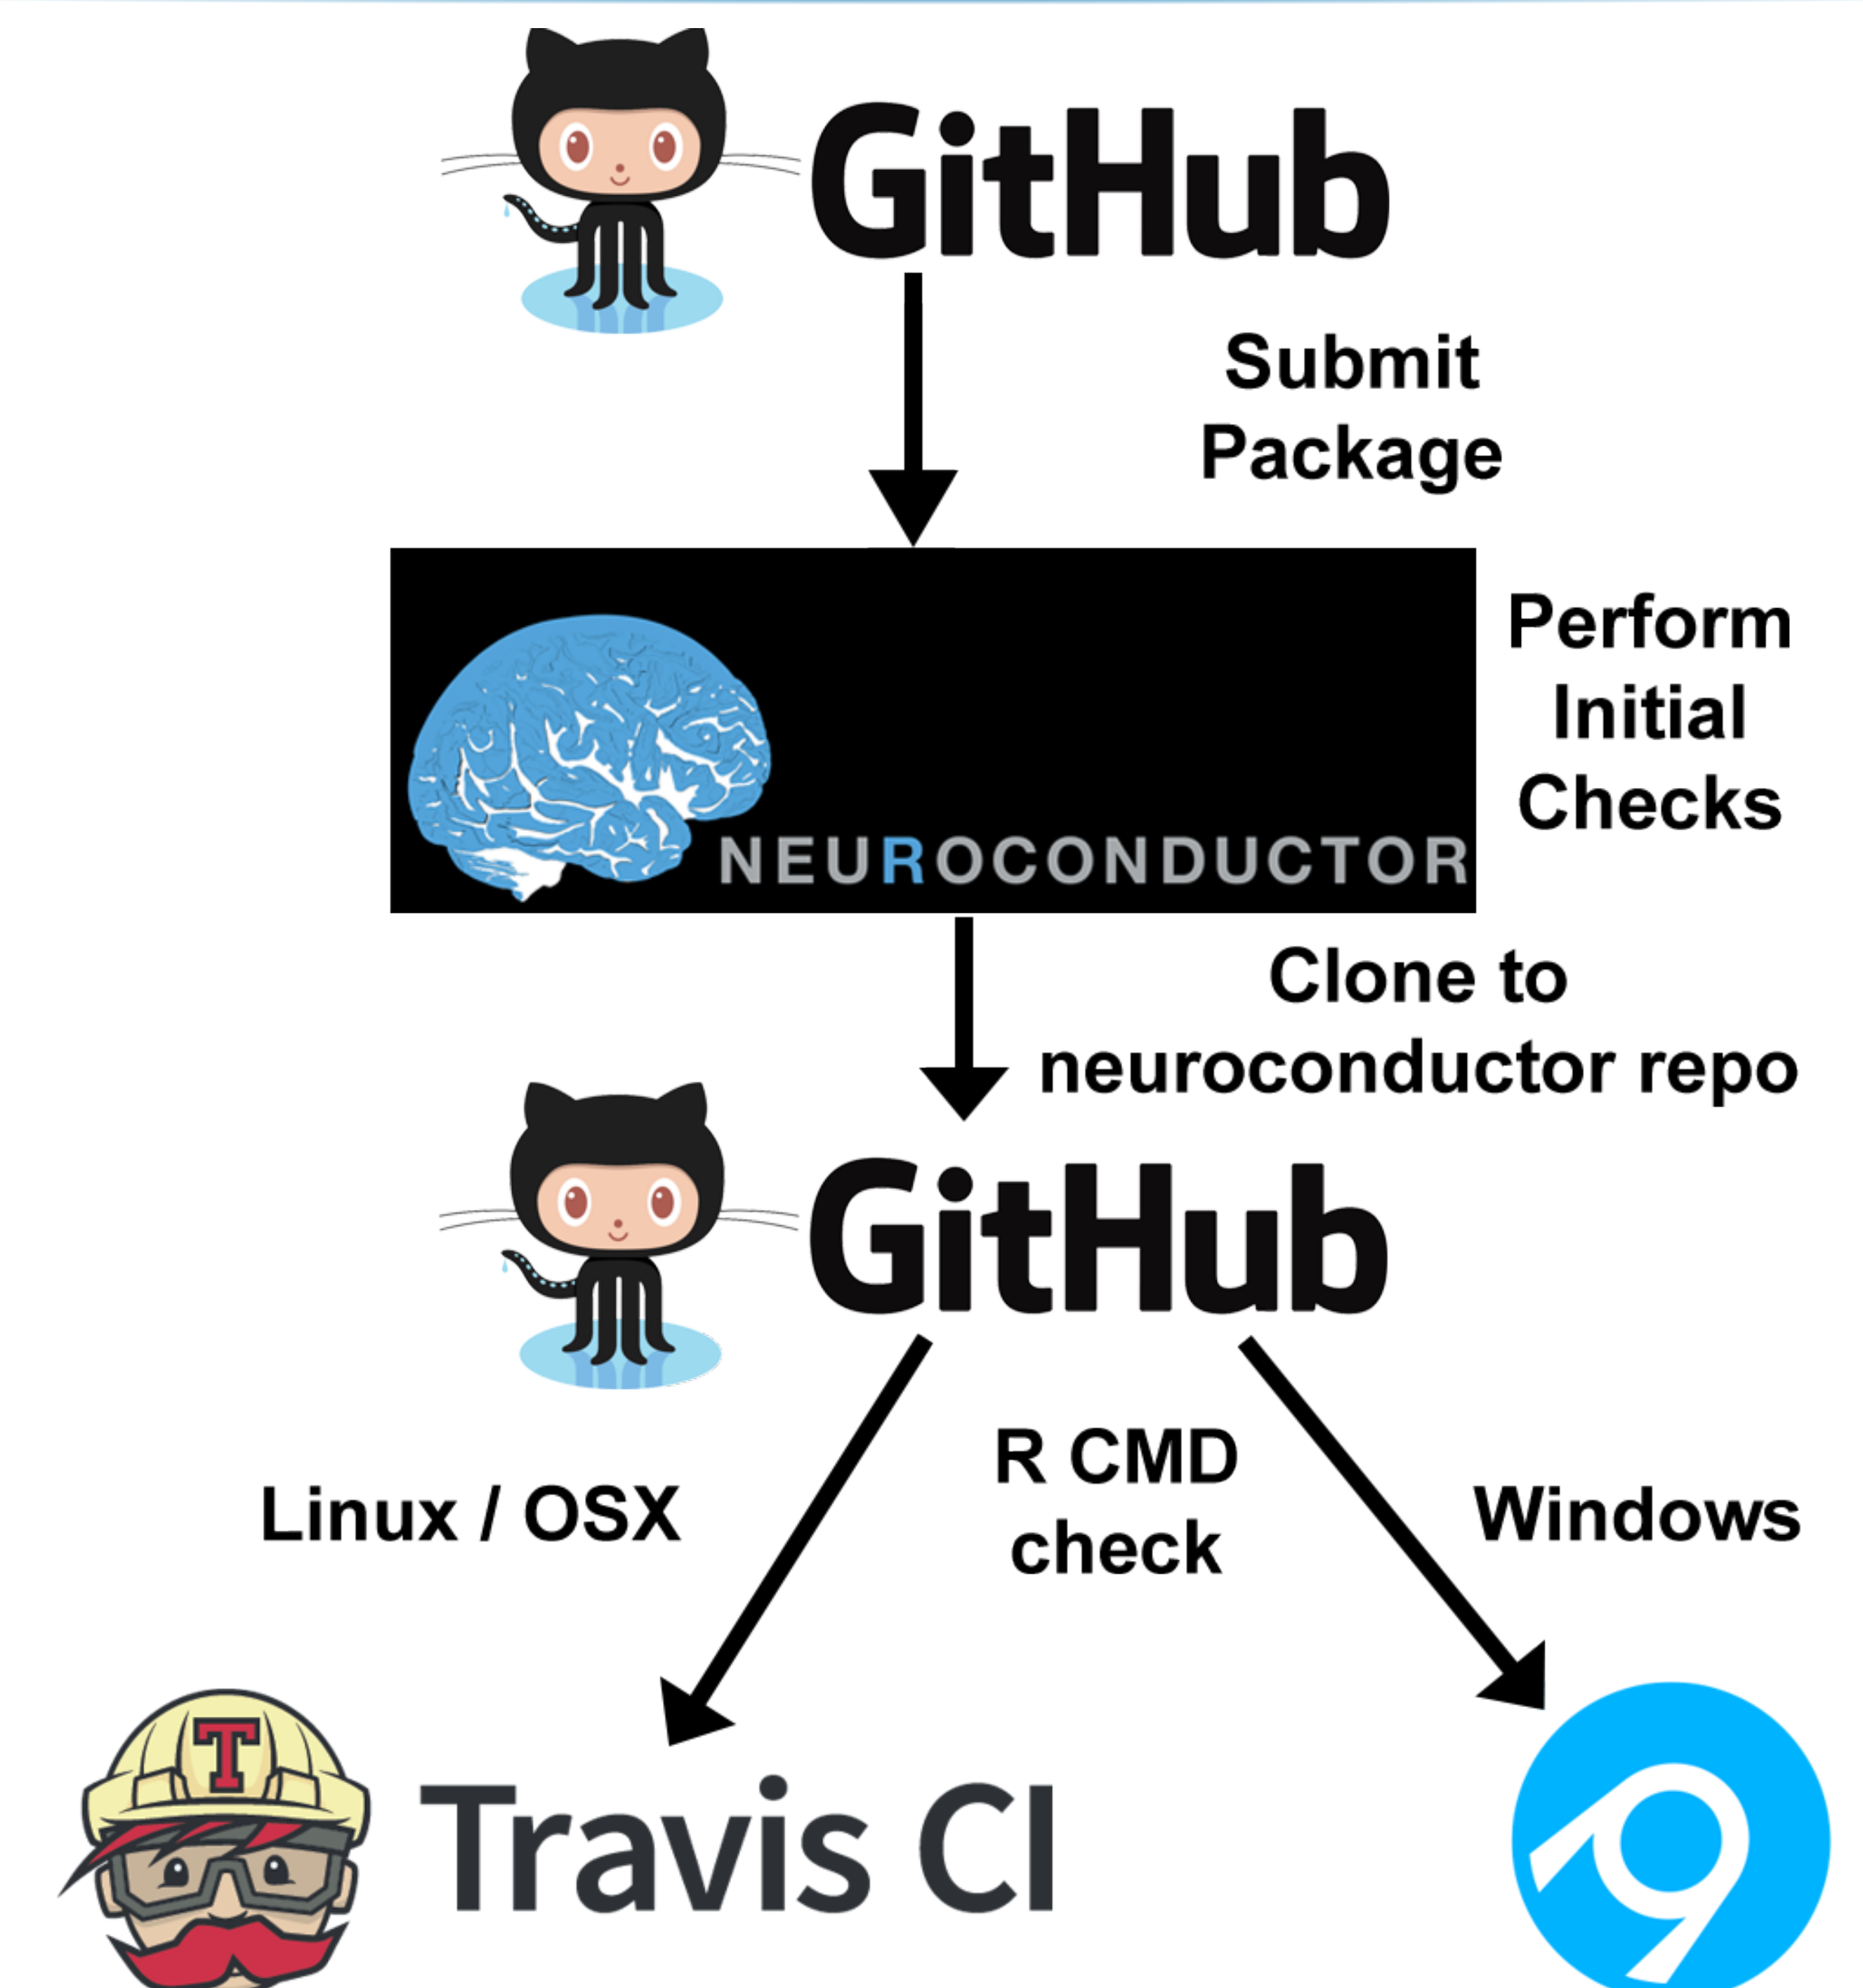 GitHub
Submit
Package
Perform
Initial
Checks
NEUROCONDUCTOR
Clone to
neuroconductor repo
GitHub
Linux / OSX
R CMD
check
Windows
T
Travis CI